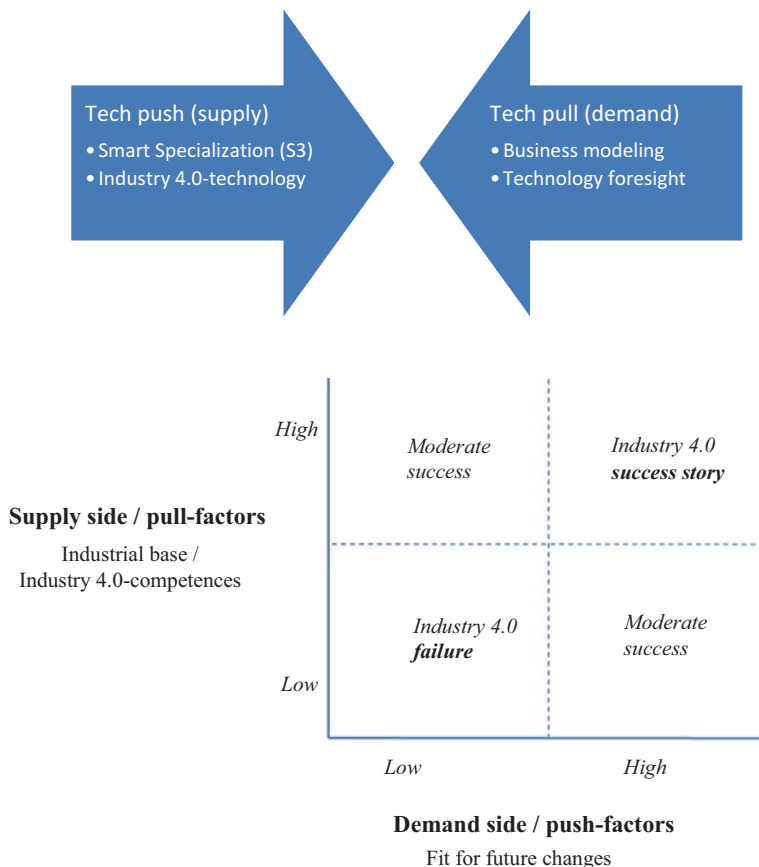 Tech push (supply)
• Smart Specialization (S3)
• Industry 4.0-technology
Tech pull (demand)
• Business modeling
• Technology foresight
High
Moderate
success
Industry 4.0
success story
Supply side / pull-factors
Industrial base /
Industry 4.0-competences
Industry 4.0
failure
Moderate
success
Low
Low
High
Demand side / push-factors
Fit for future changes